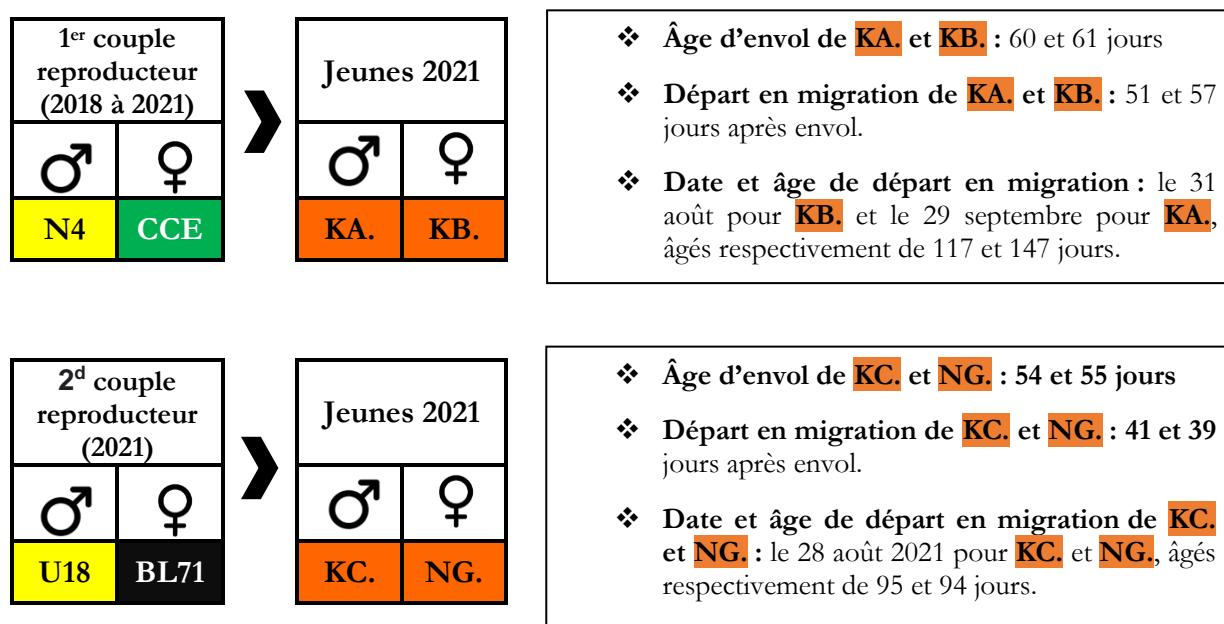 1er couple
reproducteur
(2018 à 2021)
Jeunes 2021
♂ ♀
♂ ♀
N4 CCE
KA. KB.
❖ Âge d’envol de KA. et KB. : 60 et 61 jours
❖ Départ en migration de KA. et KB. : 51 et 57
jours après envol.
❖ Date et âge de départ en migration : le 31
août pour KB. et le 29 septembre pour KA.,
âgés respectivement de 117 et 147 jours.
2d couple
reproducteur
(2021)
Jeunes 2021
♂ ♀
♂ ♀
U18 BL71
KC. NG.
❖ Âge d’envol de KC. et NG. : 54 et 55 jours
❖ Départ en migration de KC. et NG. : 41 et 39
jours après envol.
❖ Date et âge de départ en migration de KC.
et NG. : le 28 août 2021 pour KC. et NG., âgés
respectivement de 95 et 94 jours.